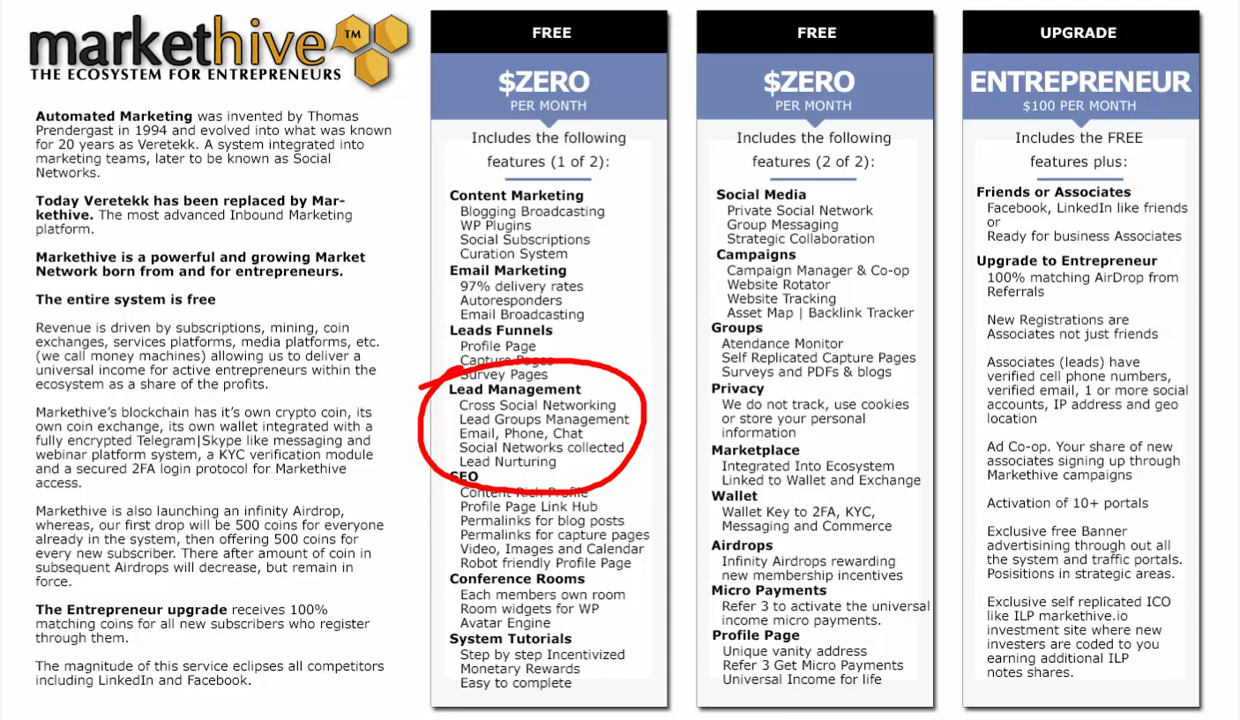 markethive
TM
THE ECOSYSTEM FOR ENTREPRENEURS
Automated Marketing was invented by Thomas
Prendergast in 1994 and evolved into what was known
for 20 years as Veretekk. A system integrated into
marketing teams, later to be known as Social
Networks.
Today Veretekk has been replaced by Mar-
kethive. The most advanced Inbound Marketing
platform.
Markethive is a powerful and growing Market
Network born from and for entrepreneurs.
The entire system is free
Revenue is driven by subscriptions, mining, coin
exchanges, services platforms, media platforms, etc.
(we call money machines) allowing us to deliver a
universal income for active entrepreneurs within the
ecosystem as a share of the profits.
Markethive's blockchain has it's own crypto coin, its
own coin exchange, its own wallet integrated with a
fully encrypted Telegram|Skype like messaging and
webinar platform system, a KYC verification module
and a secured 2FA login protocol for Markethive
access.
Markethive is also launching an infinity Airdrop,
whereas, our first drop will be 500 coins for everyone
already in the system, then offering 500 coins for
every new subscriber. There after amount of coin in
subsequent Airdrops will decrease, but remain in
force.
The Entrepreneur upgrade receives 100%
matching coins for all new subscribers who register
through them.
The magnitude of this service eclipses all competitors
including LinkedIn and Facebook.
FREE
$ZERO
PER MONTH
Includes the following
features (1 of 2):
Content Marketing
Blogging Broadcasting
WP Plugins
Social Subscriptions
Curation System
Email Marketing
97% delivery rates
Autoresponders
Email Broadcasting
Leads Funnels
Profile Page
Capture Pages
Survey Pages
Lead Management
Cross Social Networking
Lead Groups Management
Email, Phone, Chat
Social Networks collected
Lead Nurturing
SEO
Content Rich Profile
Profile Page Link Hub
Permalinks for blog posts
Permalinks for capture pages
Video, Images and Calendar
Robot friendly Profile Page
Conference Rooms
Each members own room
Room widgets for WP
Avatar Engine
System Tutorials
Step by step Incentivized
Monetary Rewards
Easy to complete
FREE
$ZERO
PER MONTH
Includes the following
features (2 of 2):
Social Media
Private Social Network
Group Messaging
Strategic Collaboration
Campaigns
Campaign Manager & Co-op
Website Rotator
Website Tracking
Asset Map | Backlink Tracker
Groups
Atendance Monitor
Self Replicated Capture Pages
Surveys and PDFs & blogs
Privacy
We do not track, use cookies
or store your personal
information
Marketplace
Integrated Into Ecosystem
Linked to Wallet and Exchange
Wallet
Wallet Key to 2FA, KYC,
Messaging and Commerce
Airdrops
Infinity Airdrops rewarding
new membership incentives
Micro Payments
Refer 3 to activate the universal
income micro payments.
Profile Page
Unique vanity address
Refer 3 Get Micro Payments
Universal Income for life
UPGRADE
ENTREPRENEUR
$100 PER MONTH
Includes the FREE
features plus:
Friends or Associates
Facebook, LinkedIn like friends
or
Ready for business Associates
Upgrade to Entrepreneur
100% matching AirDrop from
Referrals
New Registrations are
Associates not just friends
Associates (leads) have
verified cell phone numbers,
verified email, 1 or more social
accounts, IP address and geo
location
Ad Co-op. Your share of new
associates signing up through
Markethive campaigns
Activation of 10+ portals
Exclusive free Banner
advertisining through out all
the system and traffic portals.
Posisitions in strategic areas.
Exclusive self replicated ICO
like ILP markethive.io
investment site where new
investers are coded to you
earning additional ILP
notes shares.